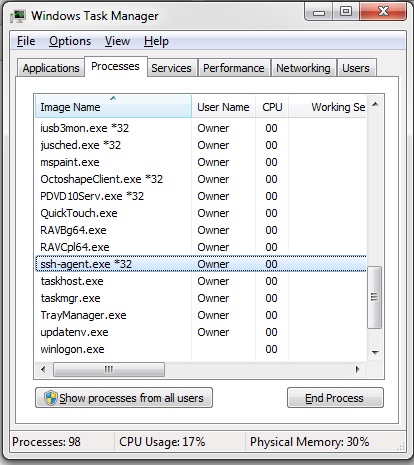 Windows Task Manager
File Options View Help
Applications Processes Services Performance Networking Users
Image Name User Name CPU Working Se
iusb3mon.exe *32 Owner 00
jusched.exe *32 Owner 00
mspaint.exe Owner 00
OctoshapeClient.exe *32 Owner 00
PDVD10Serv.exe *32 Owner 00
QuickTouch.exe Owner 00
RAVBg64.exe Owner 00
RAVCpl64.exe Owner 00
ssh-agent.exe *32 Owner 00
taskhost.exe Owner 00
taskmgr.exe Owner 00
TrayManager.exe Owner 00
updatenv.exe Owner 00
winlogon.exe 00
Show processes from all users End Process
Processes: 98 CPU Usage: 17% Physical Memory: 30%